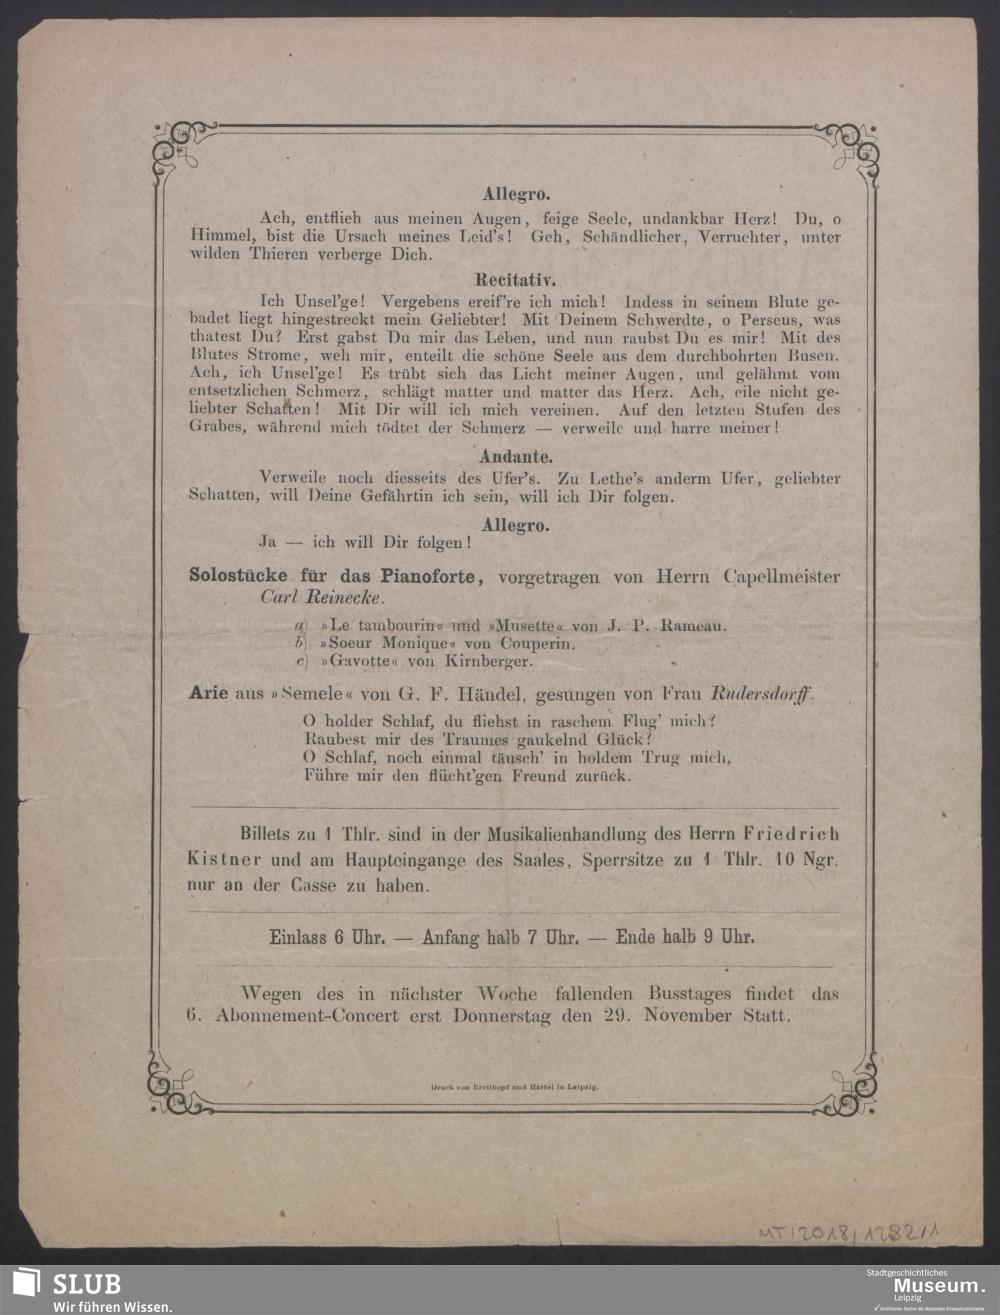 Allegro.
Ach, entflieh aus meinen Augen, feige Seele, undankbar Herz! Du, o
Himmel, bist die Ursach meines Leid's! Geh, Schändlicher, Verruchter, unter
wilden Thieren verberge Dich.
Recitativ.
Ich Unsel'ge! Vergebens ereif're ich mich! Indess in seinem Blute ge-
badet liegt hingestreckt mein Geliebter! Mit Deinem Schwerdte, o Perseus, was
thatest Du? Erst gabst Du mir das Leben, und nun raubst Du es mir! Mit des
Blutes Strome, weh mir, enteilt die schöne Seele aus dem durchbohrten Busen.
Ach, ich Unsel'ge! Es trübt sich das Licht meiner Augen, und gelähmt vom
entsetzlichen Schmerz, schlägt matter und matter das Herz. Ach, eile nicht ge-
liebter Schatten! Mit Dir will ich mich vereinen. Auf den letzten Stufen des
Grabes, während mich tödtet der Schmerz — verweile und harre meiner!
Andante.
Verweile noch diesseits des Ufer's. Zu Lethe's anderm Ufer, geliebter
Schatten, will Deine Gefährtin ich sein, will ich Dir folgen.
Allegro.
Ja — ich will Dir folgen!
Solostücke für das Pianoforte, vorgetragen von Herrn Capellmeister
Carl Reinecke.
a) »Le tambourin« und »Musette« von J. P. Rameau.
b) »Soeur Monique« von Couperin.
c) »Gavotte« von Kirnberger.
Arie aus »Semele« von G. F. Händel, gesungen von Frau Rudersdorff.
O holder Schlaf, du fliehst in raschem Flug' mich?
Raubest mir des Traumes gaukelnd Glück?
O Schlaf, noch einmal täusch' in holdem Trug mich,
Führe mir den flücht'gen Freund zurück.
Billets zu 1 Thlr. sind in der Musikalienhandlung des Herrn Friedrich
Kistner und am Haupteingange des Saales, Sperrsitze zu 1 Thlr. 10 Ngr.
nur an der Casse zu haben.
Einlass 6 Uhr. — Anfang halb 7 Uhr. — Ende halb 9 Uhr.
Wegen des in nächster Woche fallenden Busstages findet das
6. Abonnement-Concert erst Donnerstag den 29. November Statt.
Druck van Breitkopf und Härtel in Leipzig.
MT/2018/1282/1
SLUB
Wir führen Wissen.
Stadtgeschichtliches
Museum.
Leipzig
Zertifizierter Partner der Nationalen Klimaschutzinitiative